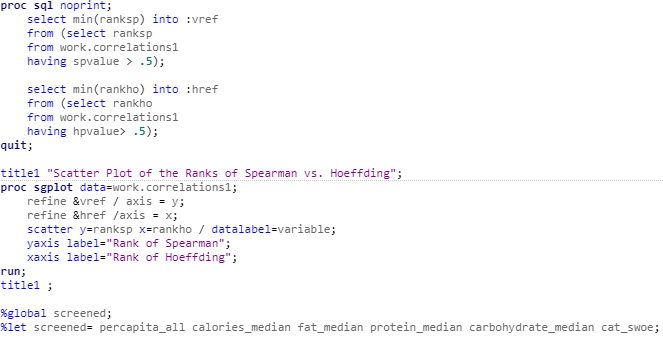 proc sql noprint;
select min(ranksp) into :vref
from (select ranksp
from work.correlations1
having spvalue > .5);
select min(rankho) into :href
from (select rankho
from work.correlations1
having hpvalue> .5);
quit;
title1 "Scatter Plot of the Ranks of Spearman vs. Hoeffding";
proc sgplot data=work.correlations1;
refine &vref / axis = y;
refine &href /axis = x;
scatter y=ranksp x=rankho / datalabel=variable;
yaxis label="Rank of Spearman";
xaxis label="Rank of Hoeffding";
run;
title1 ;
%global screened;
%let screened= percapita_all calories_median fat_median protein_median carbohydrate_median cat_swoe;